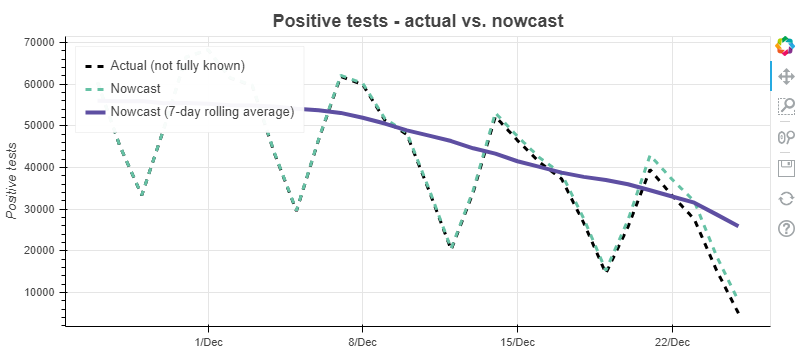 Positive tests - actual vs. nowcast
Positive tests
70000
60000
50000
40000
30000
20000
10000
Actual (not fully known)
Nowcast
Nowcast (7-day rolling average)
1/Dec
8/Dec
15/Dec
22/Dec